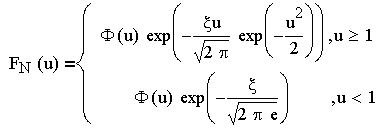 F_N (u) = { Φ(u) exp(-ξu/√(2 π) exp(-u²/2)) , u ≥ 1
Φ(u) exp(-ξ/√(2 π e)) , u < 1